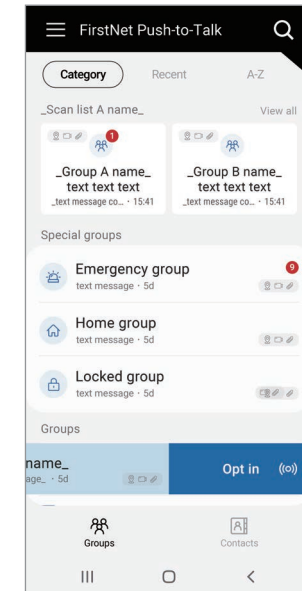 FirstNet Push-to-Talk
Category Recent A-Z
_Scan list A name_ View all
1
_Group A name_ _Group B name_
text text text text text text
_text message co... · 15:41 _text message co... · 15:41
Special groups
Emergency group 9
text message · 5d
Home group
text message · 5d
Locked group
text message · 5d
Groups
name_
age_ · 5d Opt in
Groups Contacts